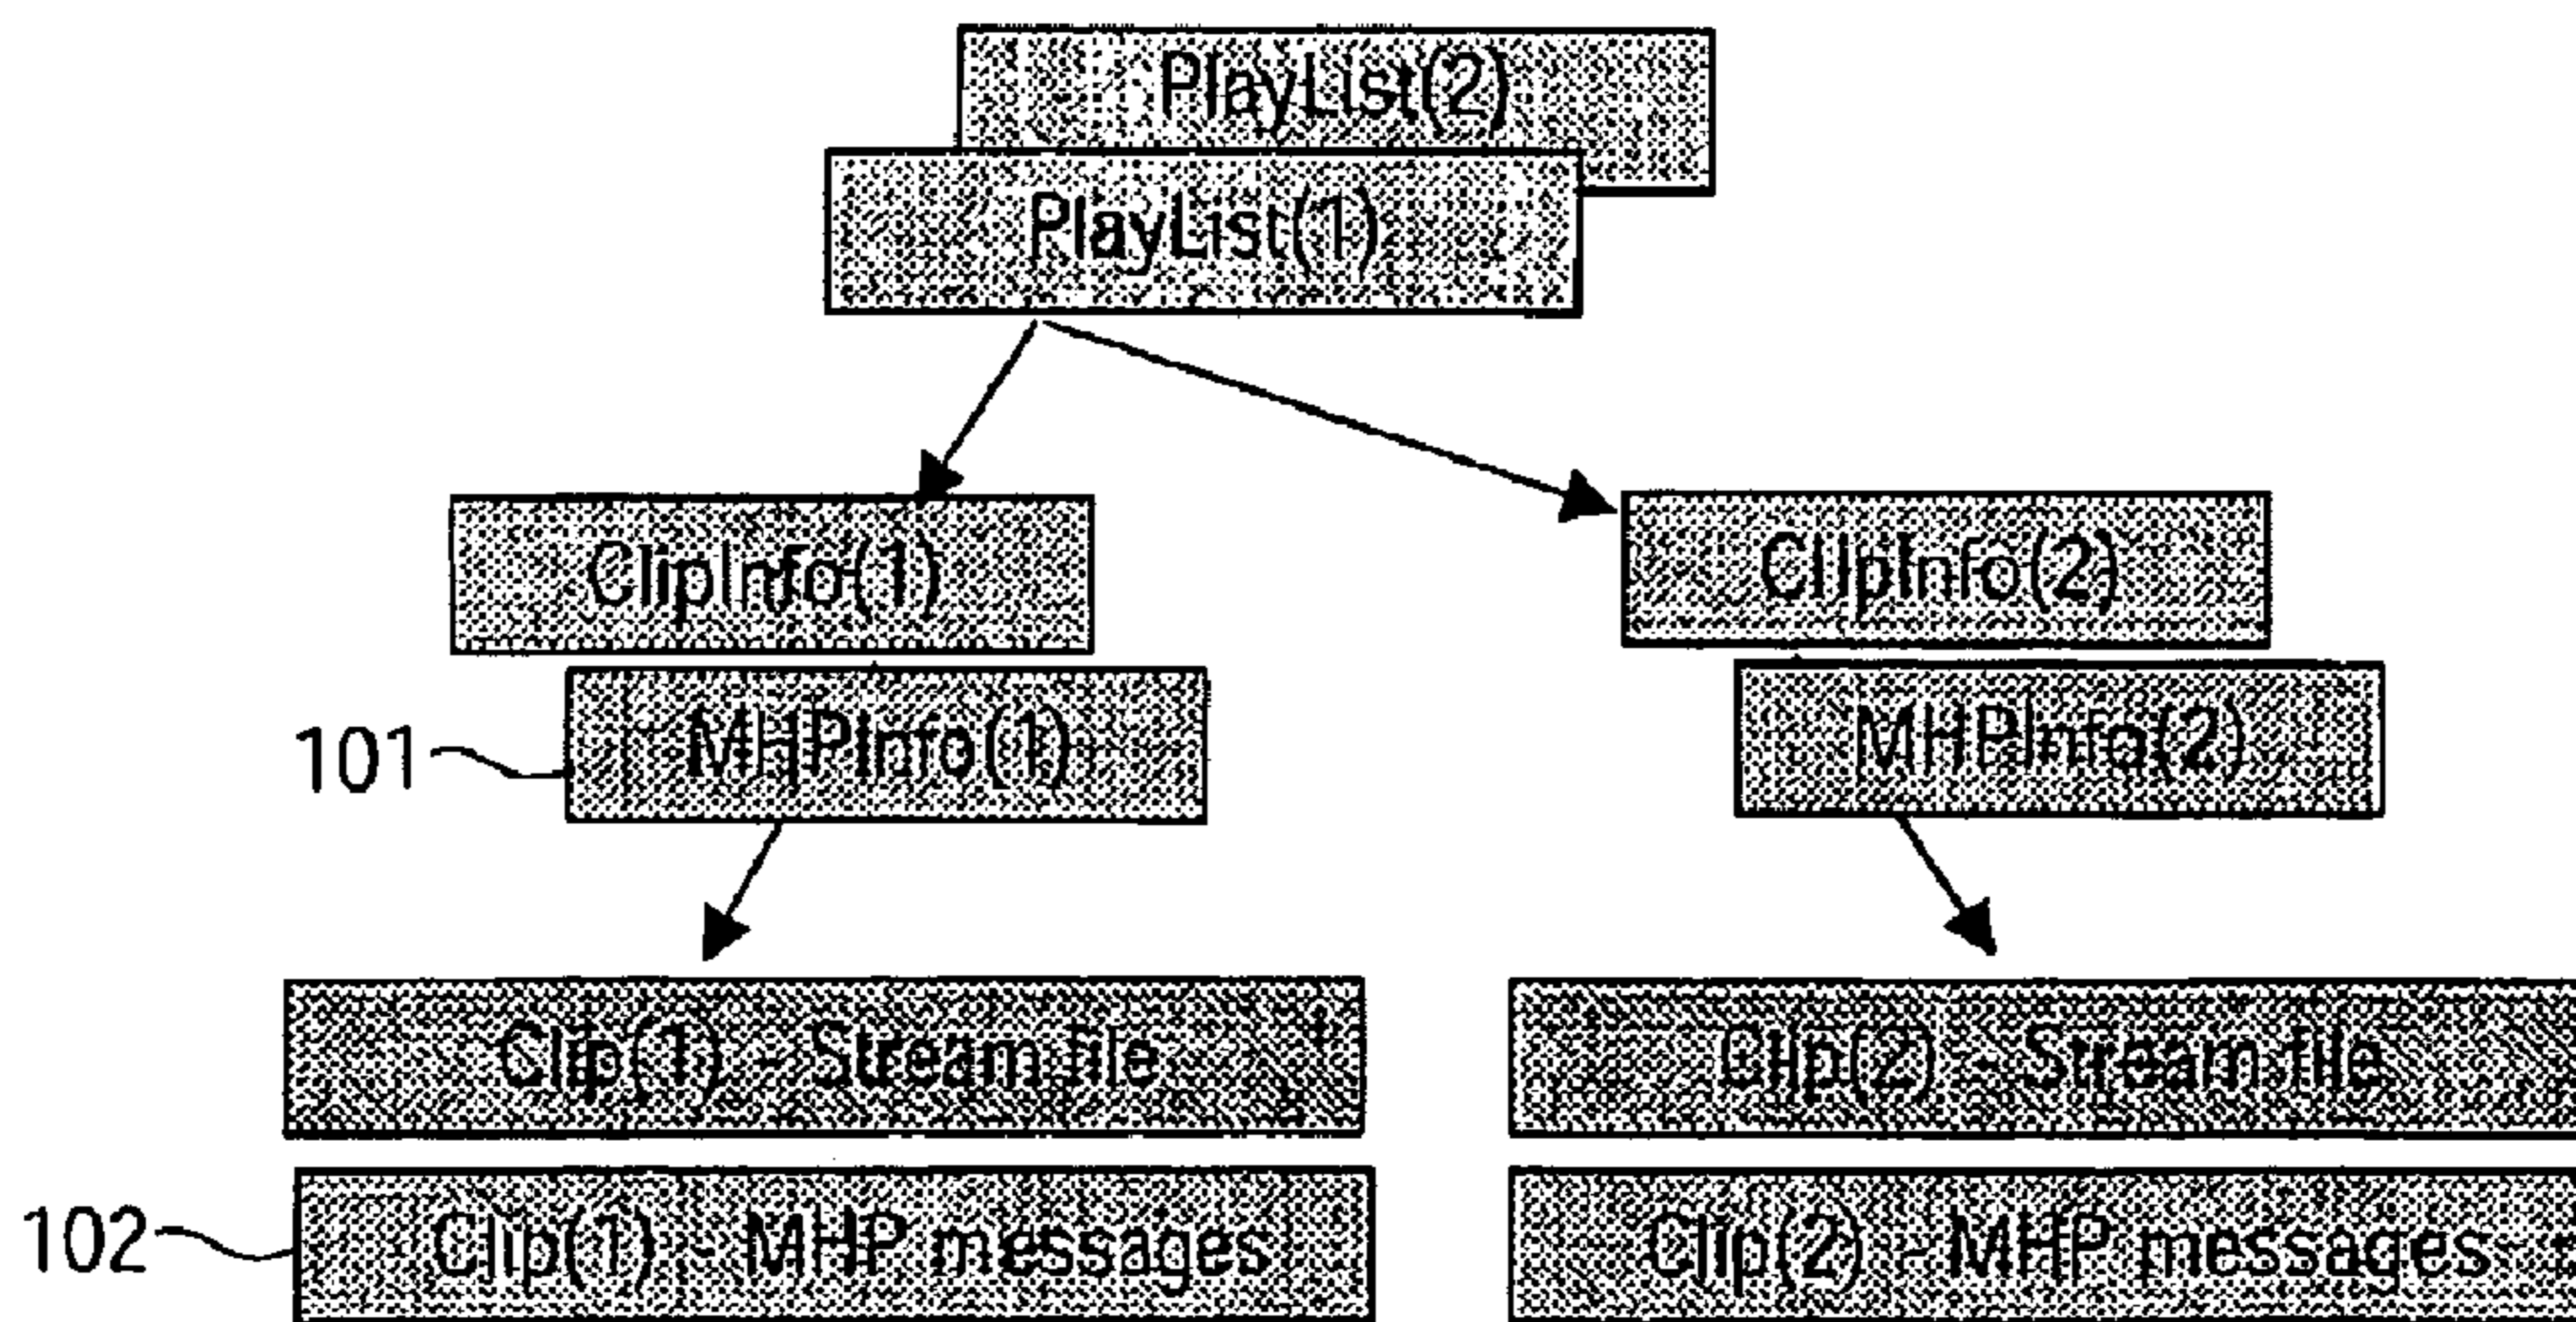 PlayList(2)
PlayList(1)
ClipInfo(1)
ClipInfo(2)
MHPInfo(1)
MHPInfo(2)
101
Clip(1) - Stream file
Clip(2) - Stream file
102
Clip(1) - MHP messages
Clip(2) - MHP messages